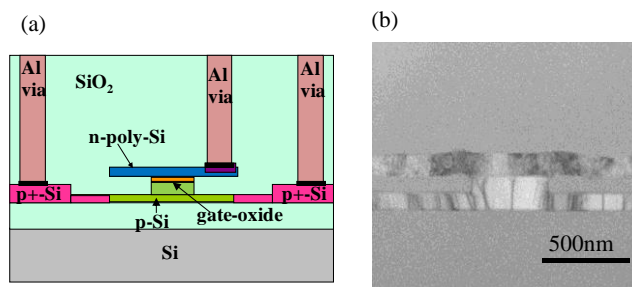 (a)
(b)
Al
via
SiO₂
Al
via
Al
via
n-poly-Si
p+-Si
p+-Si
p-Si
gate-oxide
Si
500nm